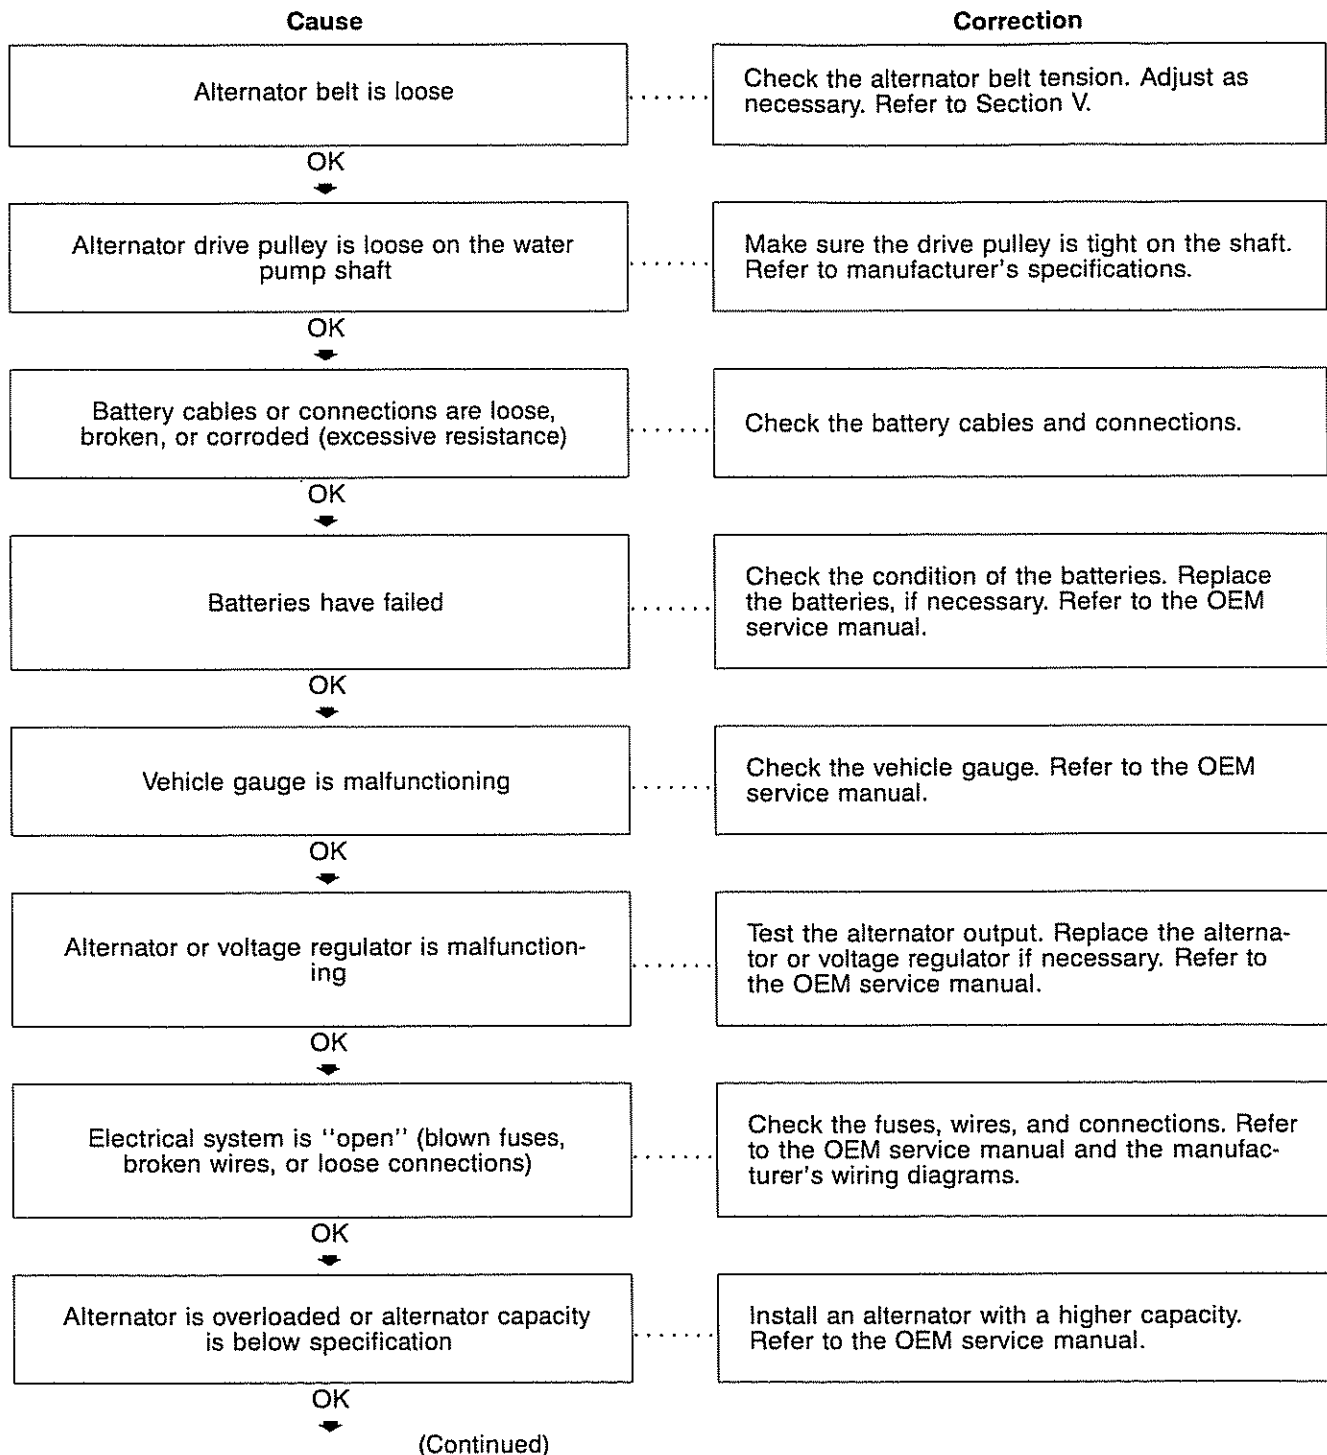 Cause
Correction
Alternator belt is loose
Check the alternator belt tension. Adjust as
necessary. Refer to Section V.
OK
Alternator drive pulley is loose on the water
pump shaft
Make sure the drive pulley is tight on the shaft.
Refer to manufacturer's specifications.
OK
Battery cables or connections are loose,
broken, or corroded (excessive resistance)
Check the battery cables and connections.
OK
Batteries have failed
Check the condition of the batteries. Replace
the batteries, if necessary. Refer to the OEM
service manual.
OK
Vehicle gauge is malfunctioning
Check the vehicle gauge. Refer to the OEM
service manual.
OK
Alternator or voltage regulator is malfunction-
ing
Test the alternator output. Replace the alterna-
tor or voltage regulator if necessary. Refer to
the OEM service manual.
OK
Electrical system is "open" (blown fuses,
broken wires, or loose connections)
Check the fuses, wires, and connections. Refer
to the OEM service manual and the manufac-
turer's wiring diagrams.
OK
Alternator is overloaded or alternator capacity
is below specification
Install an alternator with a higher capacity.
Refer to the OEM service manual.
OK
(Continued)